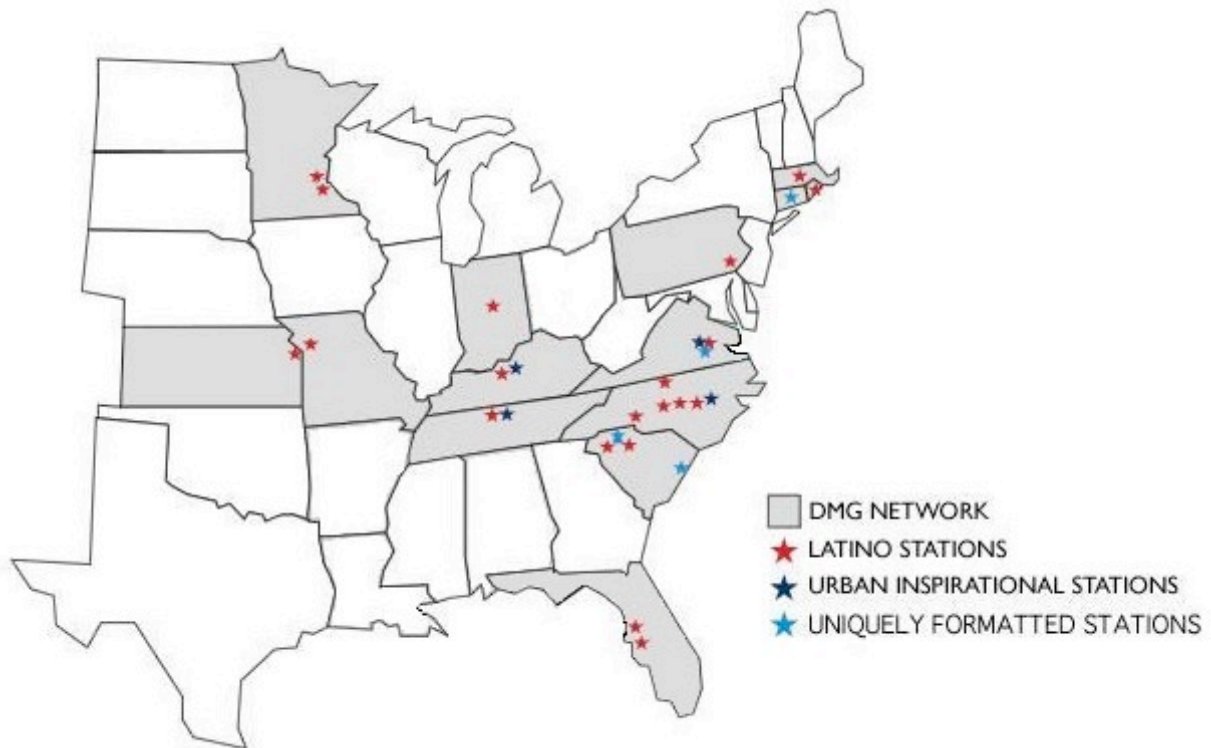 DMG NETWORK
LATINO STATIONS
URBAN INSPIRATIONAL STATIONS
UNIQUELY FORMATTED STATIONS